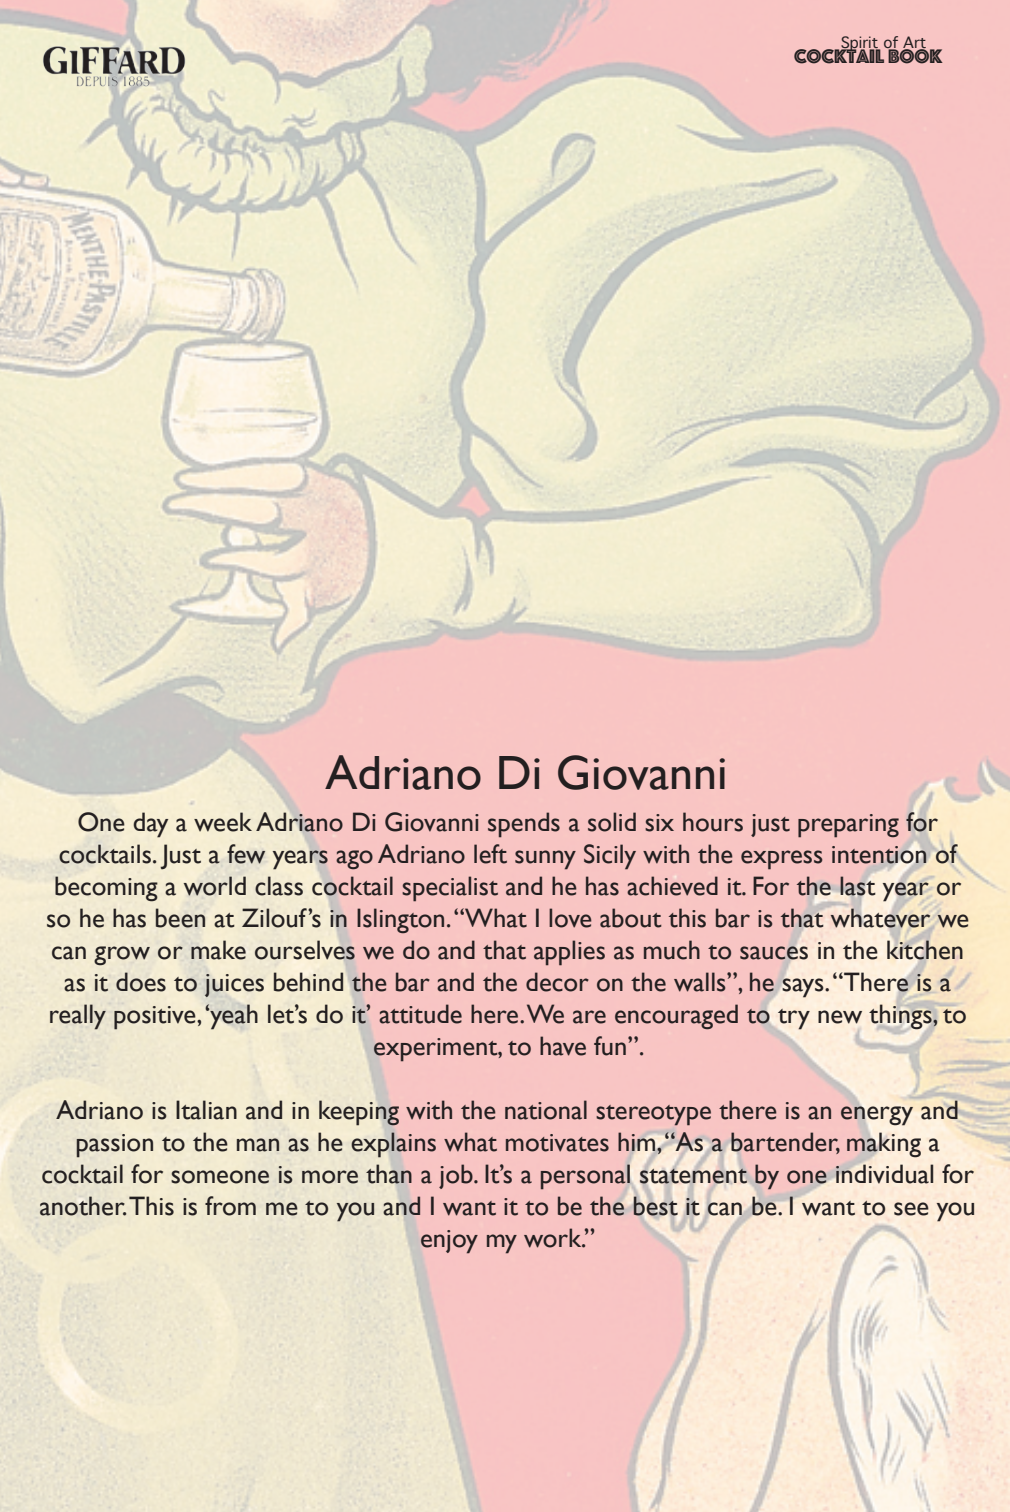 GIFFARD
DEPUIS 1885
Spirit of Art
COCKTAIL BOOK
MENTHE-PASTILLE
Adriano Di Giovanni
One day a week Adriano Di Giovanni spends a solid six hours just preparing for
cocktails. Just a few years ago Adriano left sunny Sicily with the express intention of
becoming a world class cocktail specialist and he has achieved it. For the last year or
so he has been at Zilouf’s in Islington. “What I love about this bar is that whatever we
can grow or make ourselves we do and that applies as much to sauces in the kitchen
as it does to juices behind the bar and the decor on the walls”, he says. “There is a
really positive, ‘yeah let’s do it’ attitude here. We are encouraged to try new things, to
experiment, to have fun”.
Adriano is Italian and in keeping with the national stereotype there is an energy and
passion to the man as he explains what motivates him, “As a bartender, making a
cocktail for someone is more than a job. It’s a personal statement by one individual for
another. This is from me to you and I want it to be the best it can be. I want to see you
enjoy my work.”